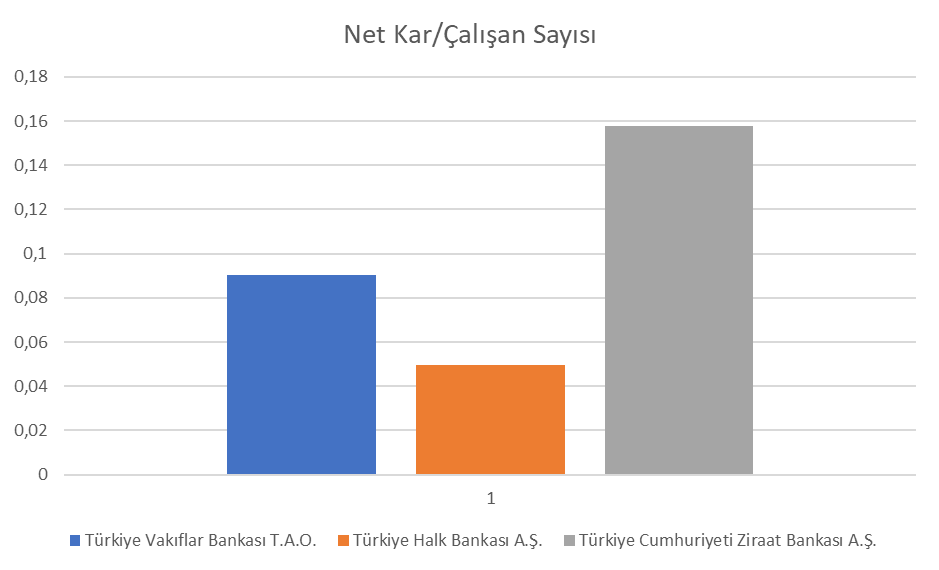 Net Kar/Çalışan Sayısı
0,18
0,16
0,14
0,12
0,1
0,08
0,06
0,04
0,02
0
1
Türkiye Vakıflar Bankası T.A.O.
Türkiye Halk Bankası A.Ş.
Türkiye Cumhuriyeti Ziraat Bankası A.Ş.